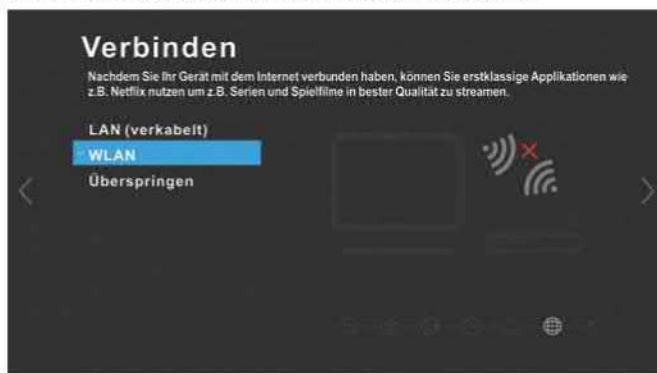 Verbinden
Nachdem Sie Ihr Gerät mit dem Internet verbunden haben, können Sie erstklassige Applikationen wie
z.B. Netflix nutzen um z.B. Serien und Spielfilme in bester Qualität zu streamen.
LAN (verkabelt)
WLAN
Überspringen